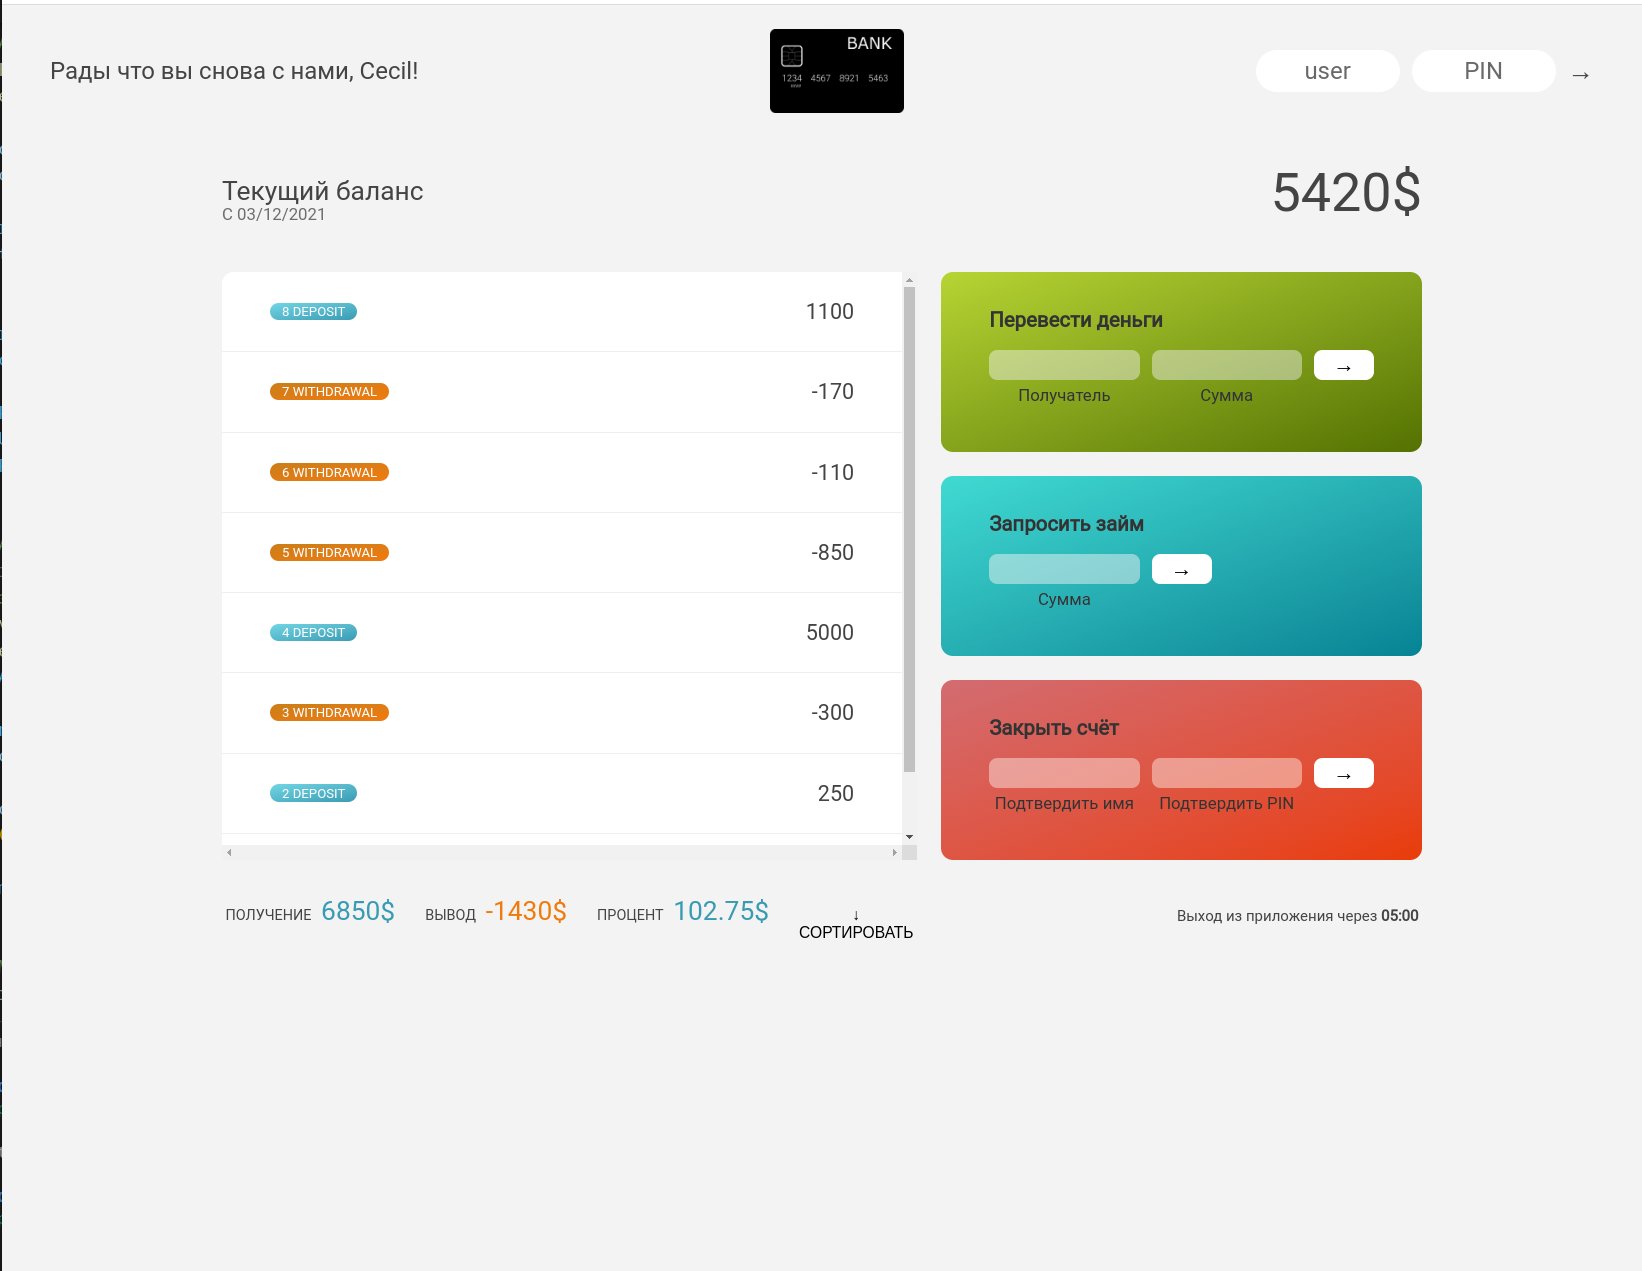 Рады что вы снова с нами, Cecil!
BANK
1234 4567 8921 5463
user
PIN
→
Текущий баланс
С 03/12/2021
5420$
8 DEPOSIT
1100
7 WITHDRAWAL
-170
6 WITHDRAWAL
-110
5 WITHDRAWAL
-850
4 DEPOSIT
5000
3 WITHDRAWAL
-300
2 DEPOSIT
250
Перевести деньги
→
Получатель Сумма
Запросить займ
→
Сумма
Закрыть счёт
→
Подтвердить имя Подтвердить PIN
ПОЛУЧЕНИЕ 6850$ ВЫВОД -1430$ ПРОЦЕНТ 102.75$
↓
СОРТИРОВАТЬ
Выход из приложения через 05:00